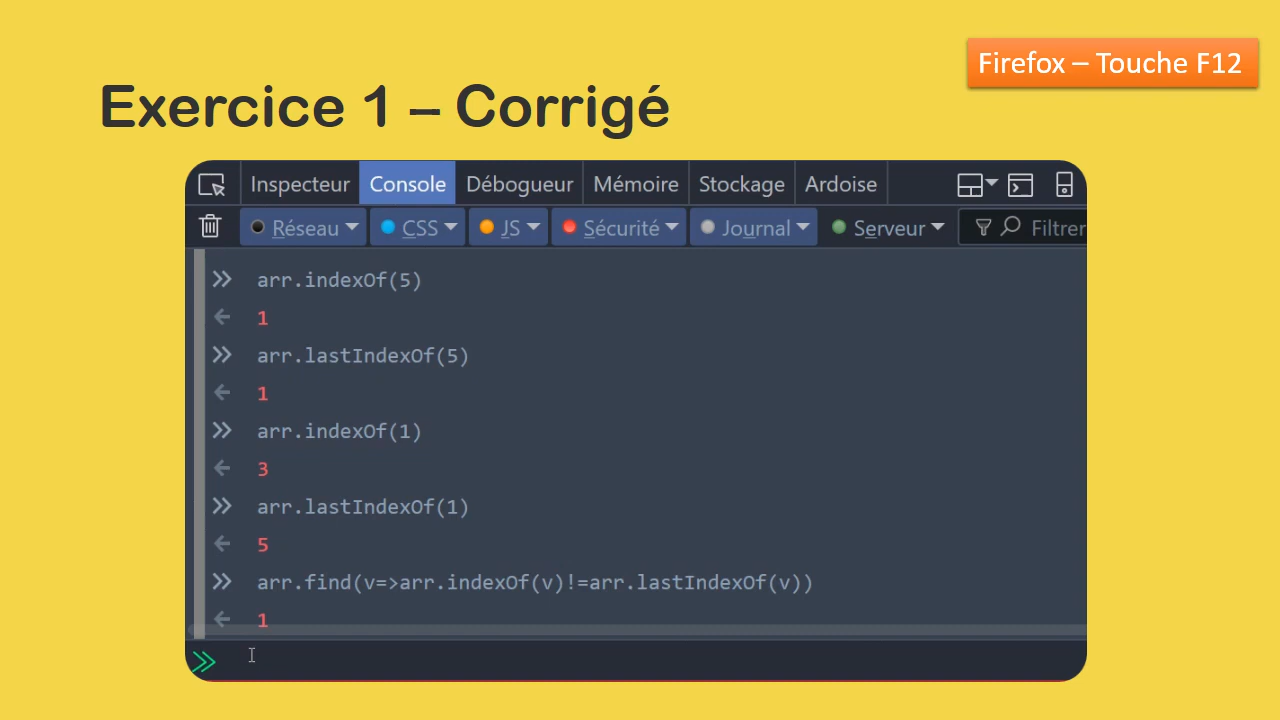 Firefox – Touche F12
Exercice 1 – Corrigé
Inspecteur Console Débogueur Mémoire Stockage Ardoise
Réseau CSS JS Sécurité Journal Serveur Filtrer
>> arr.indexOf(5)
← 1
>> arr.lastIndexOf(5)
← 1
>> arr.indexOf(1)
← 3
>> arr.lastIndexOf(1)
← 5
>> arr.find(v=>arr.indexOf(v)!=arr.lastIndexOf(v))
← 1
>>